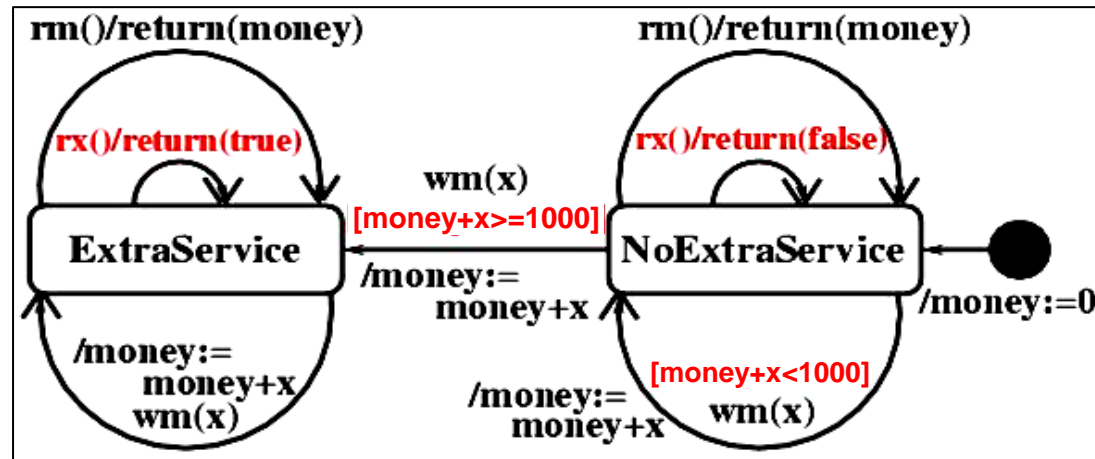 rm()/return(money)
rm()/return(money)
rx()/return(true)
rx()/return(false)
wm(x)
[money+x>=1000]
ExtraService
NoExtraService
/money:=
money+x
/money:=0
/money:=
money+x
wm(x)
[money+x<1000]
/money:=
money+x
wm(x)